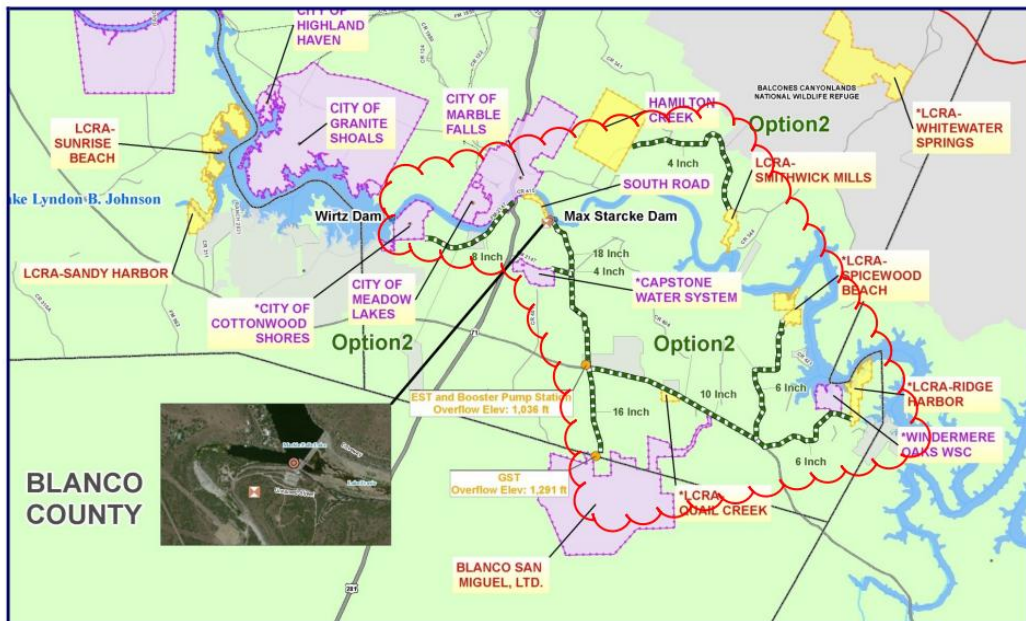 CITY OF
HIGHLAND
HAVEN
LCRA-
SUNRISE
BEACH
CITY OF
GRANITE
SHOALS
CITY OF
MARBLE
FALLS
HAMILTON
CREEK
BALCONES CANYONLANDS
NATIONAL WILDLIFE REFUGE
*LCRA-
WHITEWATER
SPRINGS
Option2
4 Inch
LCRA-
SMITHWICK MILLS
SOUTH ROAD
Lyndon B. Johnson
Wirtz Dam
Max Starcke Dam
LCRA-SANDY HARBOR
8 Inch
18 Inch
4 Inch
*CITY OF
COTTONWOOD
SHORES
CITY OF
MEADOW
LAKES
*CAPSTONE
WATER SYSTEM
*LCRA-
SPICEWOOD
BEACH
Option2
Option2
EST and Booster Pump Station
Overflow Elev: 1,036 ft
10 Inch
6 Inch
*LCRA-RIDGE
HARBOR
16 Inch
*WINDERMERE
OAKS WSC
6 Inch
GST
Overflow Elev: 1,291 ft
*LCRA-
QUAIL CREEK
BLANCO
COUNTY
BLANCO SAN
MIGUEL, LTD.
281